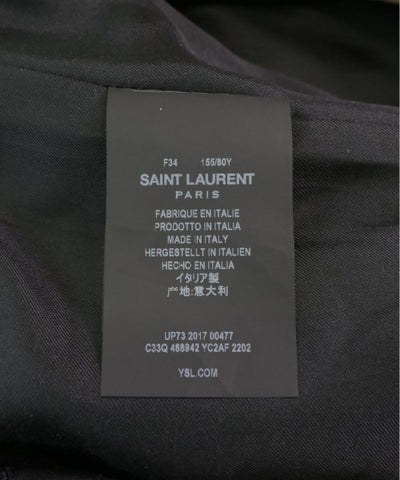 F34 155/80Y
SAINT LAURENT
PARIS
FABRIQUE EN ITALIE
PRODOTTO IN ITALIA
MADE IN ITALY
HERGESTELLT IN ITALIEN
HECHO EN ITALIA
イタリア製
产地:意大利
UP73 2017 00477
C33Q 488942 YC2AF 2202
YSL.COM